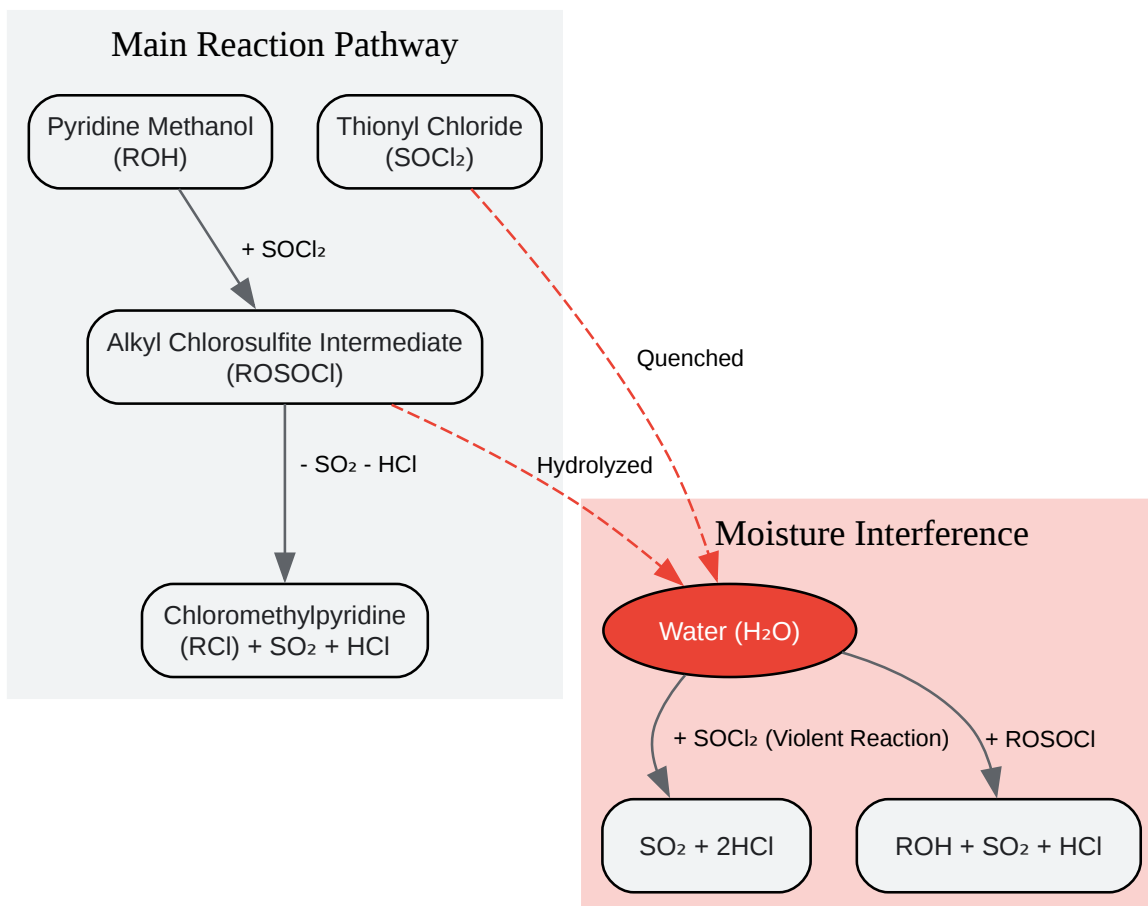 Main Reaction Pathway
Pyridine Methanol
(ROH)
Thionyl Chloride
(SOCl₂)
+ SOCl₂
Alkyl Chlorosulfite Intermediate
(ROSOCl)
Quenched
- SO₂ - HCl
Hydrolyzed
Moisture Interference
Chloromethylpyridine
(RCl) + SO₂ + HCl
Water (H₂O)
+ SOCl₂ (Violent Reaction)
+ ROSOCl
SO₂ + 2HCl
ROH + SO₂ + HCl